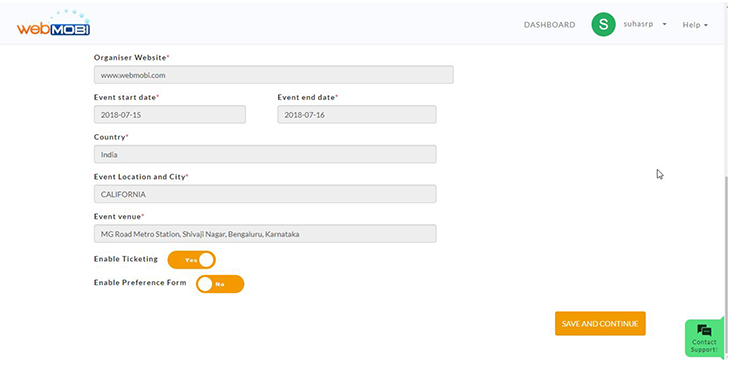 webMOBI
DASHBOARD
S
suhasrp
Help
Organiser Website*
www.webmobi.com
Event start date*
Event end date*
2018-07-15
2018-07-16
Country*
India
Event Location and City*
CALIFORNIA
Event venue*
MG Road Metro Station, Shivaji Nagar, Bengaluru, Karnataka
Enable Ticketing
Yes
Enable Preference Form
No
SAVE AND CONTINUE
Contact
Support!